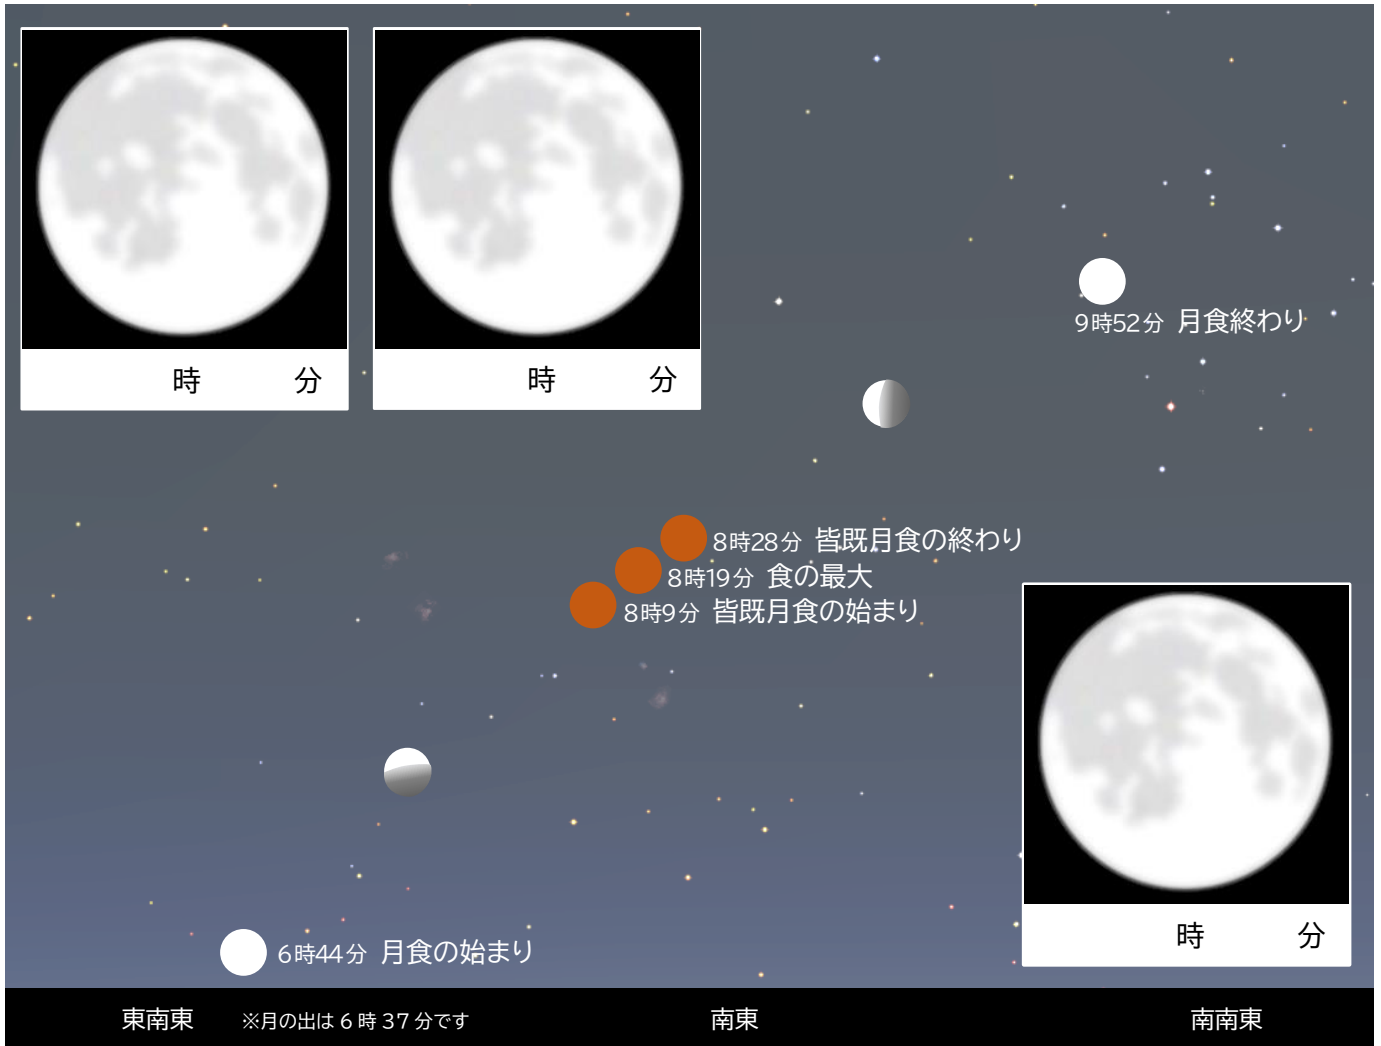 時 分
時 分
9時52分 月食終わり
8時28分 皆既月食の終わり
8時19分 食の最大
8時9分 皆既月食の始まり
時 分
6時44分 月食の始まり
東南東 ※月の出は 6 時 37 分です 南東 南南東